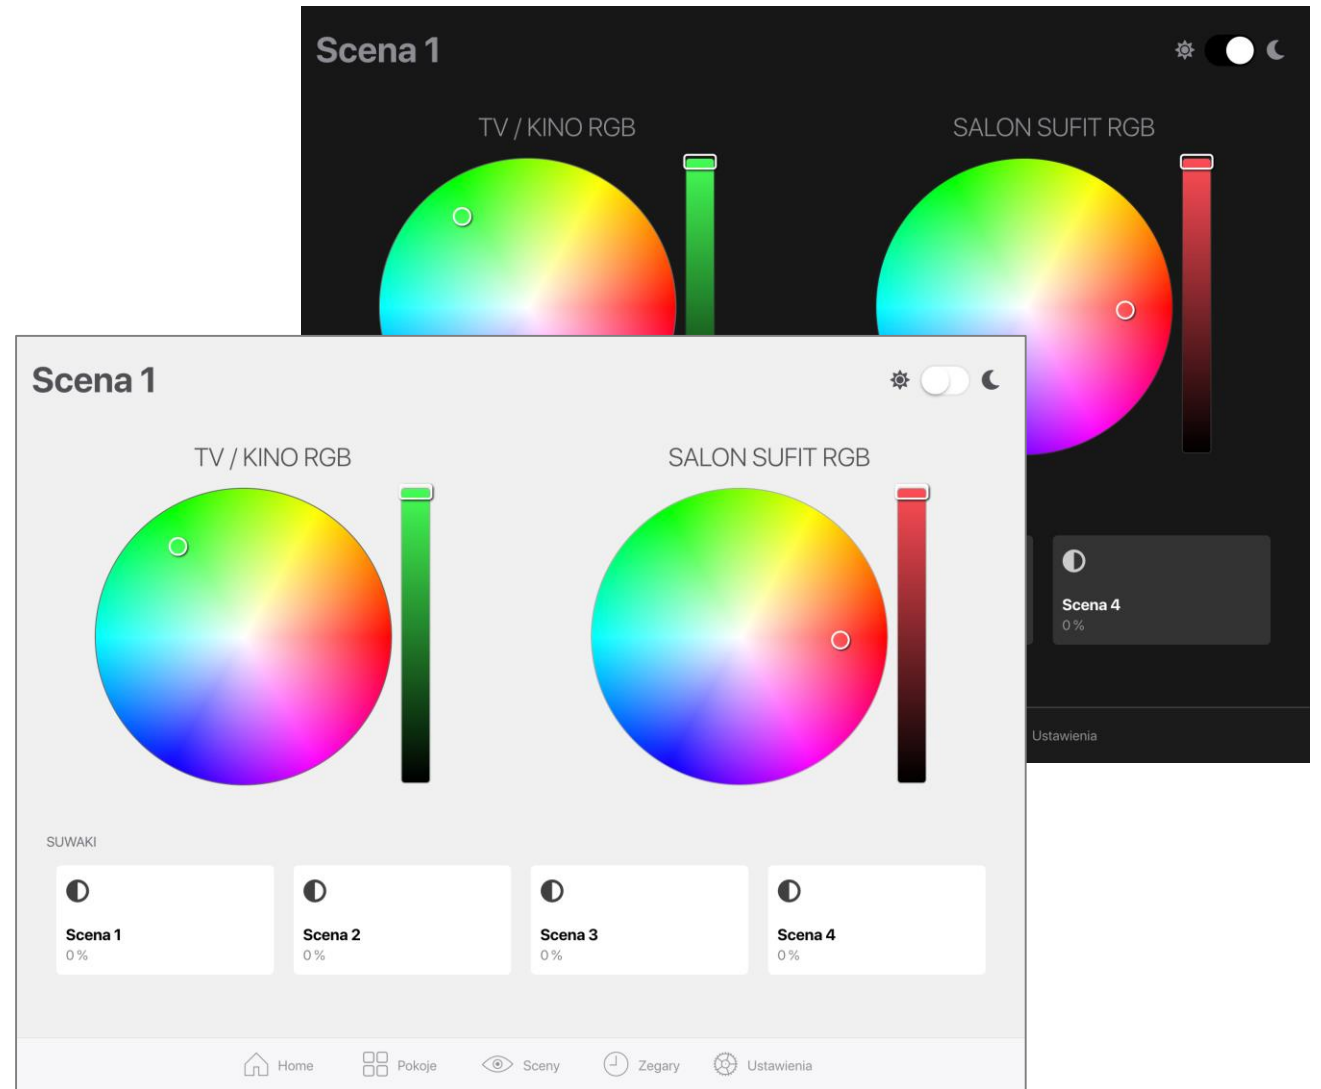 Scena 1
TV / KINO RGB
SALON SUFIT RGB
Scena 4
0 %
Ustawienia
Scena 1
TV / KINO RGB
SALON SUFIT RGB
SUWAKI
Scena 1
0 %
Scena 2
0 %
Scena 3
0 %
Scena 4
0 %
Home
Pokoje
Sceny
Zegary
Ustawienia